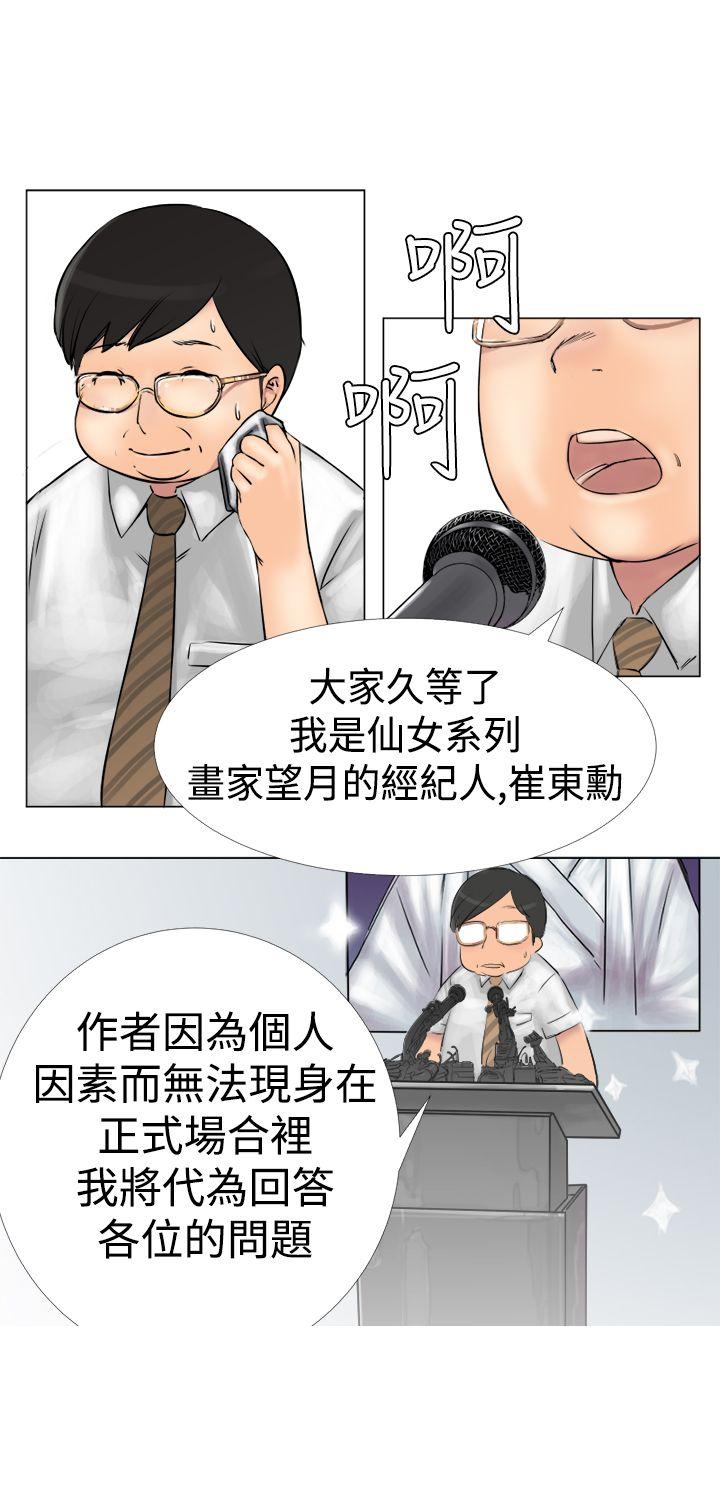 啊
啊
大家久等了
我是仙女系列
畫家望月的經紀人,崔東勳
作者因為個人
因素而無法現身在
正式場合裡
我將代為回答
各位的問題